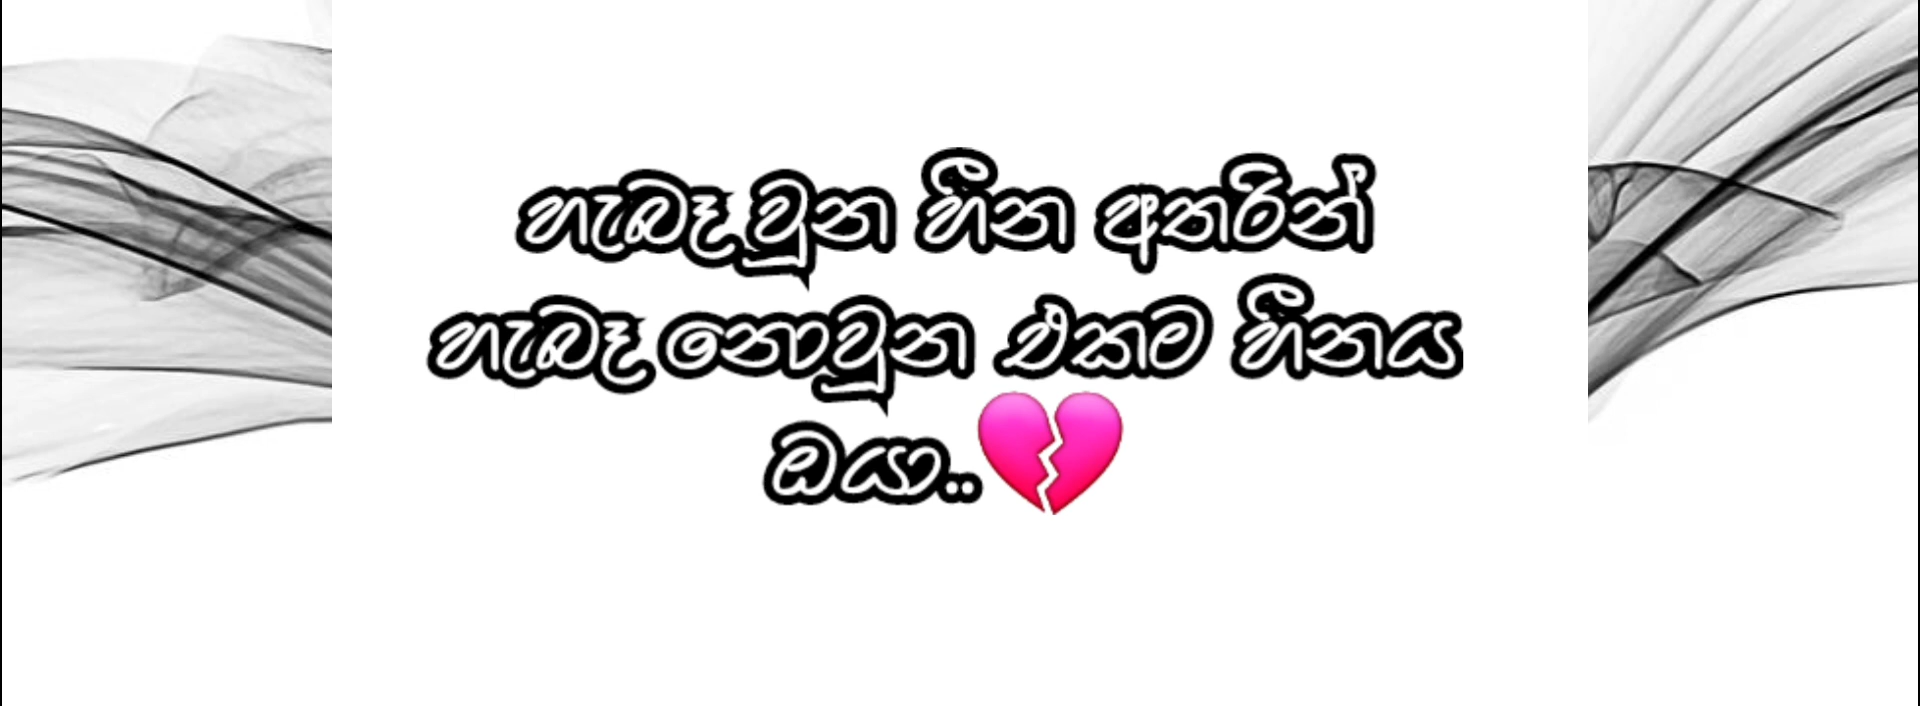 හැබෑ වූන හීන අතරින්
හැබෑ නොවූන එකම හීනය
ඔයා..💔